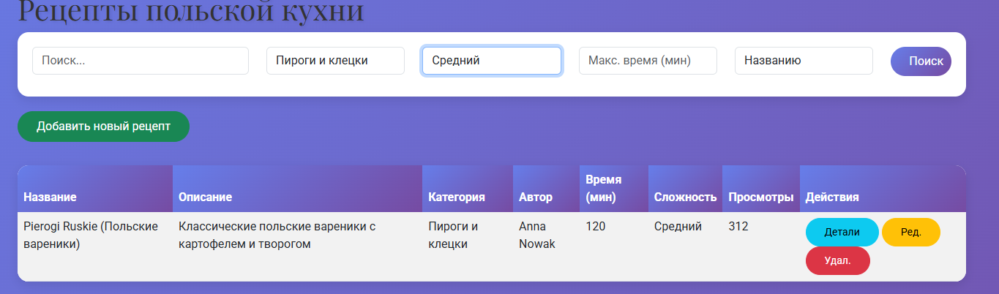 Рецепты польской кухни
Поиск... Пироги и клецки Средний Макс. время (мин) Названию Поиск
Добавить новый рецепт
Название Описание Категория Автор Время (мин) Сложность Просмотры Действия
Pierogi Ruskie (Польские вареники) Классические польские вареники с картофелем и творогом Пироги и клецки Anna Nowak 120 Средний 312 Детали Ред. Удал.